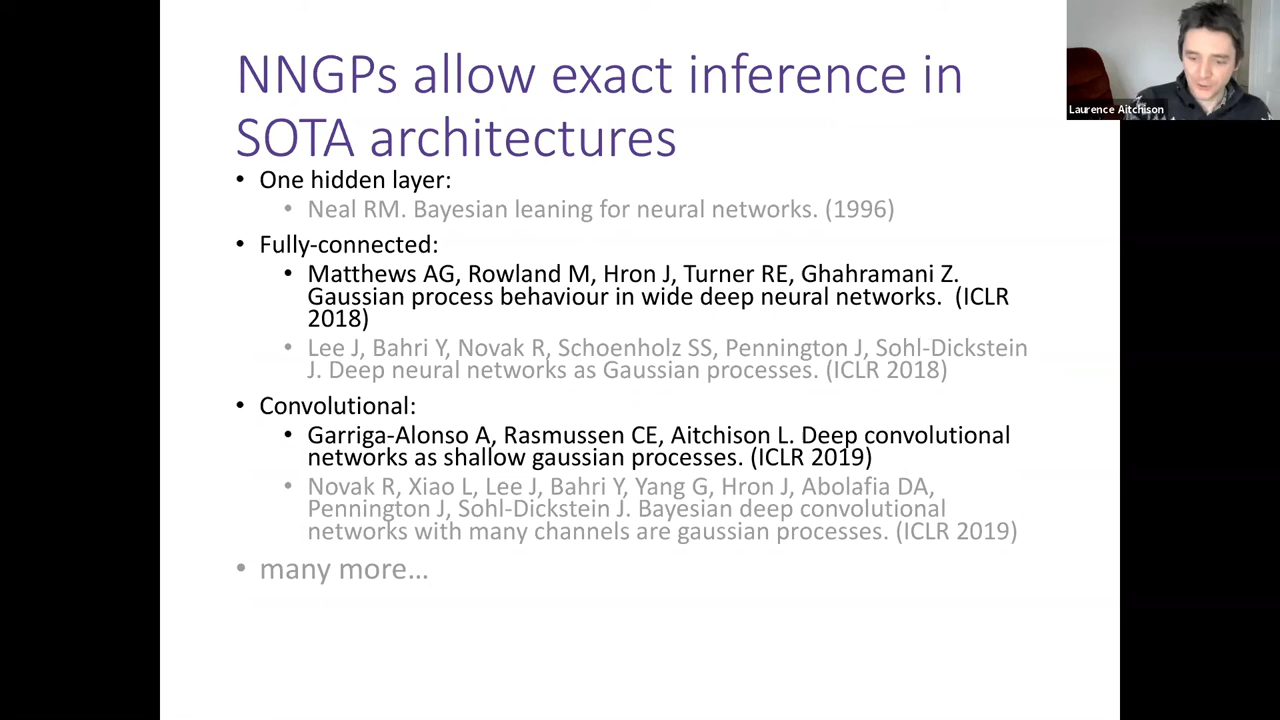 NNGPs allow exact inference in
SOTA architectures
Laurence Aitchison
• One hidden layer:
• Neal RM. Bayesian leaning for neural networks. (1996)
• Fully-connected:
• Matthews AG, Rowland M, Hron J, Turner RE, Ghahramani Z.
Gaussian process behaviour in wide deep neural networks. (ICLR
2018)
• Lee J, Bahri Y, Novak R, Schoenholz SS, Pennington J, Sohl-Dickstein
J. Deep neural networks as Gaussian processes. (ICLR 2018)
• Convolutional:
• Garriga-Alonso A, Rasmussen CE, Aitchison L. Deep convolutional
networks as shallow gaussian processes. (ICLR 2019)
• Novak R, Xiao L, Lee J, Bahri Y, Yang G, Hron J, Abolafia DA,
Pennington J, Sohl-Dickstein J. Bayesian deep convolutional
networks with many channels are gaussian processes. (ICLR 2019)
• many more…